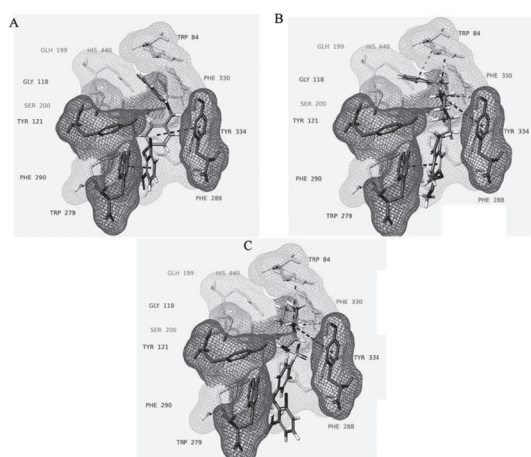 A
TRP 84
GLH 199 HIS 440
GLY 118
PHE 330
SER 200
TYR 121
TYR 334
PHE 290
PHE 288
TRP 279
B
TRP 84
GLH 199 HIS 440
GLY 118
PHE 330
SER 200
TYR 121
TYR 334
PHE 290
PHE 288
TRP 279
C
TRP 84
GLH 199 HIS 440
GLY 118
PHE 330
SER 200
TYR 121
TYR 334
PHE 290
PHE 288
TRP 279